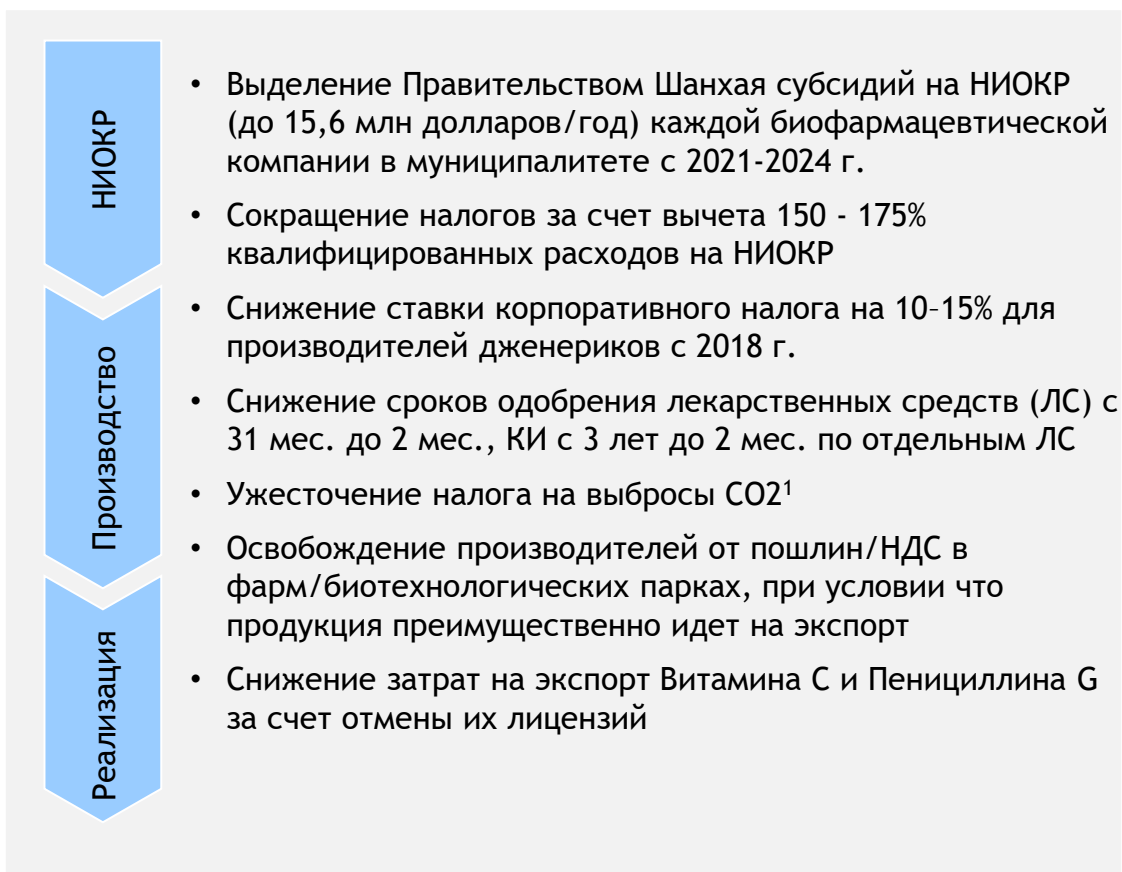 НИОКР
• Выделение Правительством Шанхая субсидий на НИОКР
(до 15,6 млн долларов/год) каждой биофармацевтической
компании в муниципалитете с 2021-2024 г.
• Сокращение налогов за счет вычета 150 - 175%
квалифицированных расходов на НИОКР
Производство
• Снижение ставки корпоративного налога на 10–15% для
производителей дженериков с 2018 г.
• Снижение сроков одобрения лекарственных средств (ЛС) с
31 мес. до 2 мес., КИ с 3 лет до 2 мес. по отдельным ЛС
• Ужесточение налога на выбросы СО2¹
• Освобождение производителей от пошлин/НДС в
фарм/биотехнологических парках, при условии что
продукция преимущественно идет на экспорт
Реализация
• Снижение затрат на экспорт Витамина С и Пенициллина G
за счет отмены их лицензий